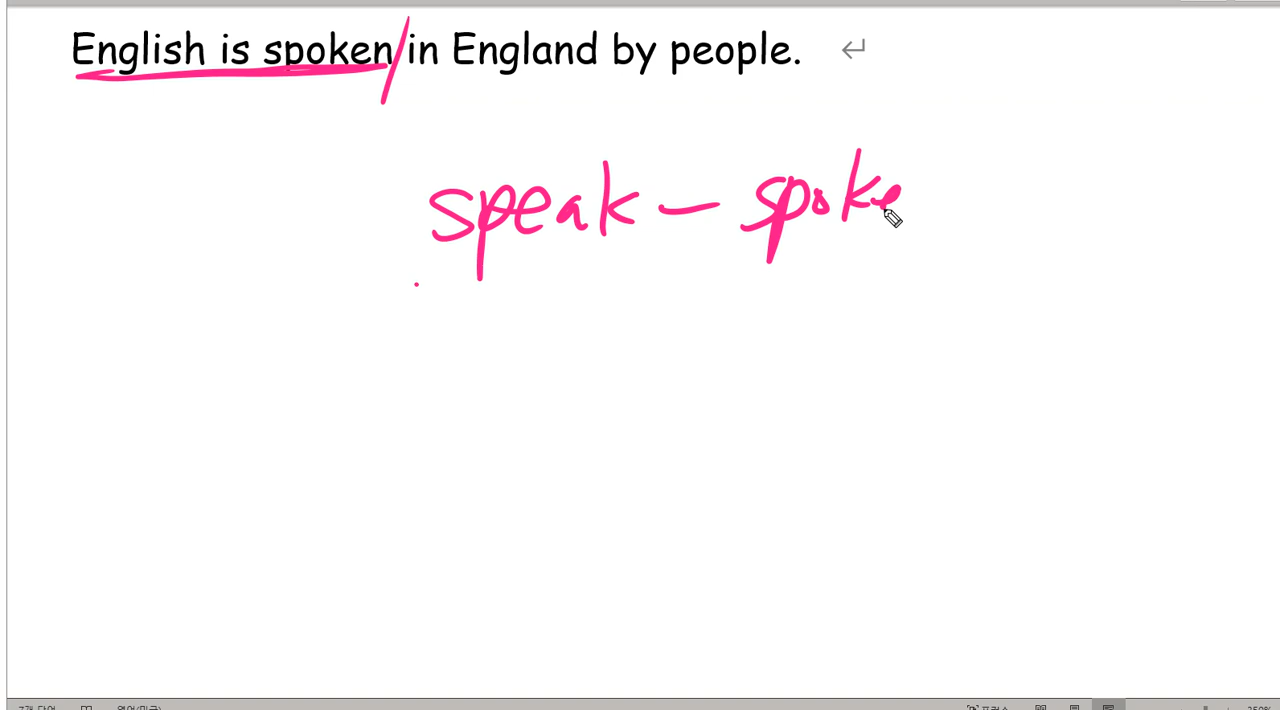 English is spoken in England by people.
speak – spoke